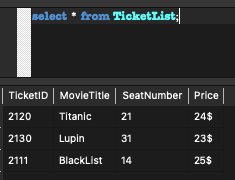 select * from TicketList;
TicketID MovieTitle SeatNumber Price
2120 Titanic 21 24$
2130 Lupin 31 23$
2111 BlackList 14 25$